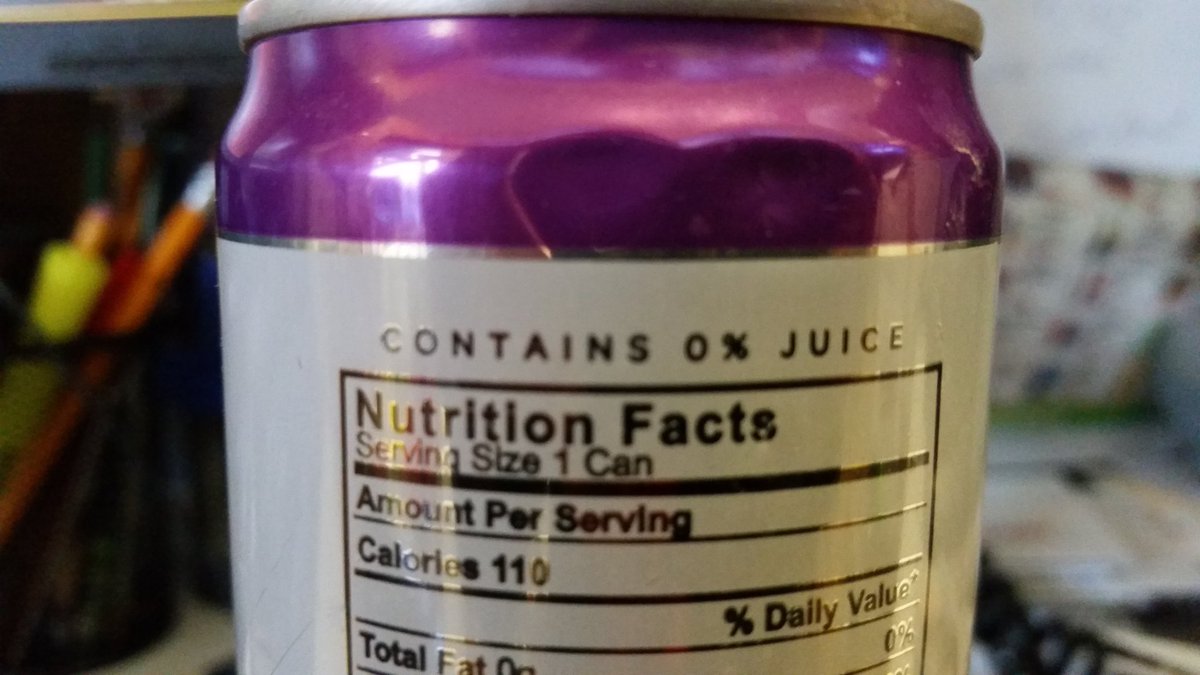 CONTAINS 0% JUICE
Nutrition Facts
Serving Size 1 Can
Amount Per Serving
Calories 110
% Daily Value*
Total Fat 0g 0%